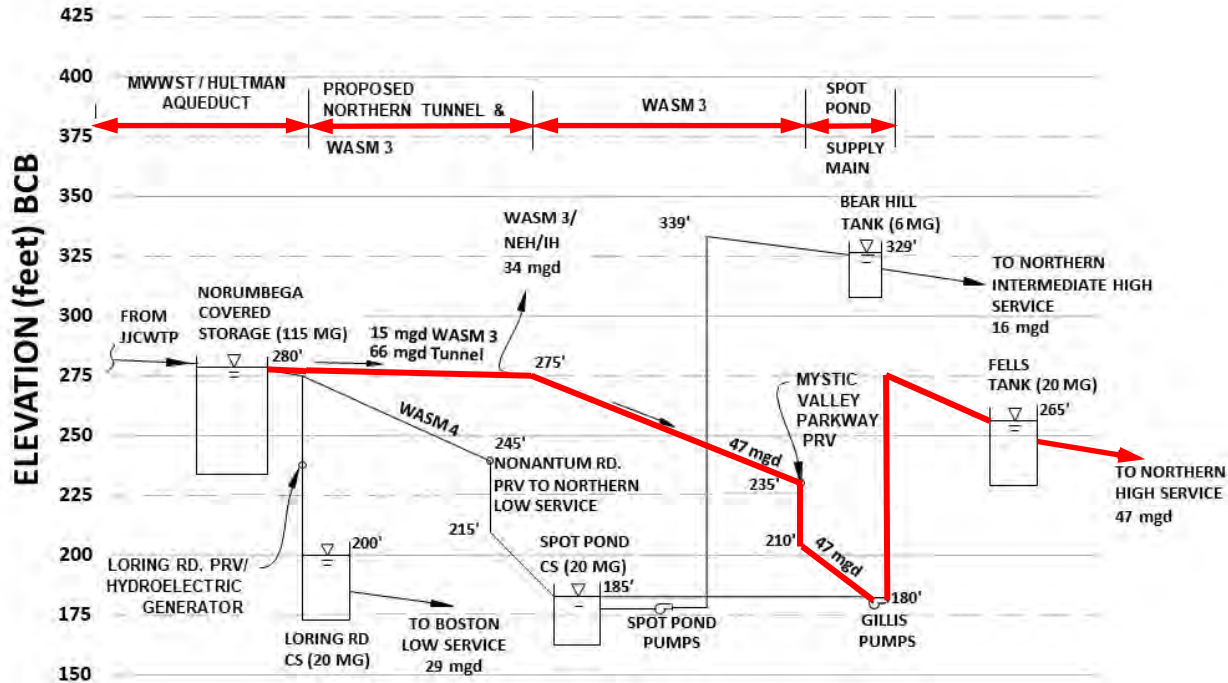 ELEVATION (feet) BCB
425
400
375
350
325
300
275
250
225
200
175
150
MWWST / HULTMAN
AQUEDUCT
PROPOSED
NORTHERN TUNNEL &
WASM 3
WASM 3
SPOT
POND
SUPPLY
MAIN
BEAR HILL
TANK (6 MG)
329'
339'
WASM 3/
NEH/IH
34 mgd
TO NORTHERN
INTERMEDIATE HIGH
SERVICE
16 mgd
FROM
JJCWTP
NORUMBEGA
COVERED
STORAGE (115 MG)
280'
15 mgd WASM 3
66 mgd Tunnel
275'
FELLS
TANK (20 MG)
265'
MYSTIC
VALLEY
PARKWAY
PRV
WASM 4
245'
NONANTUM RD.
PRV TO NORTHERN
LOW SERVICE
47 mgd
235'
TO NORTHERN
HIGH SERVICE
47 mgd
215'
210'
47 mgd
LORING RD. PRV/
HYDROELECTRIC
GENERATOR
200'
SPOT POND
CS (20 MG)
185'
180'
TO BOSTON
LOW SERVICE
29 mgd
SPOT POND
PUMPS
GILLIS
PUMPS
LORING RD
CS (20 MG)